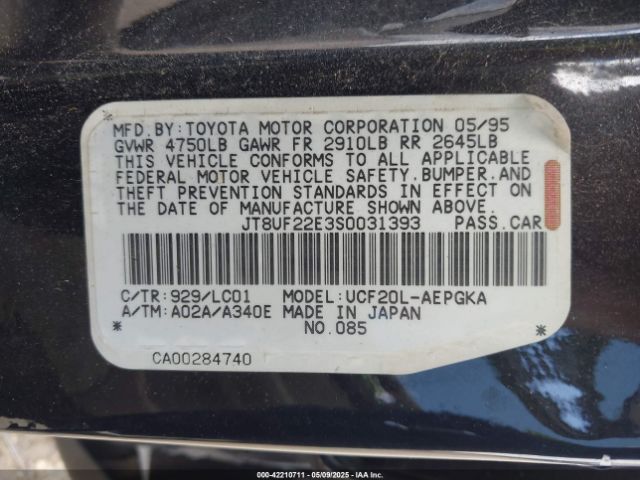 MFD.BY:TOYOTA MOTOR CORPORATION 05/95
GVWR 4750LB GAWR FR 2910LB RR 2645LB
THIS VEHICLE CONFORMS TO ALL APPLICABLE
FEDERAL MOTOR VEHICLE SAFETY.BUMPER.AND
THEFT PREVENTION STANDARDS IN EFFECT ON
THE DATE OF MANUFACTURE SHOWN ABOVE.
JT8UF22E3S0031393 PASS.CAR
C/TR:929/LC01 MODEL:UCF20L-AEPGKA
A/TM:A02A/A340E MADE IN JAPAN
* NO.085 *
CA00284740
000-42210711 - 05/09/2025 - IAAI.COM